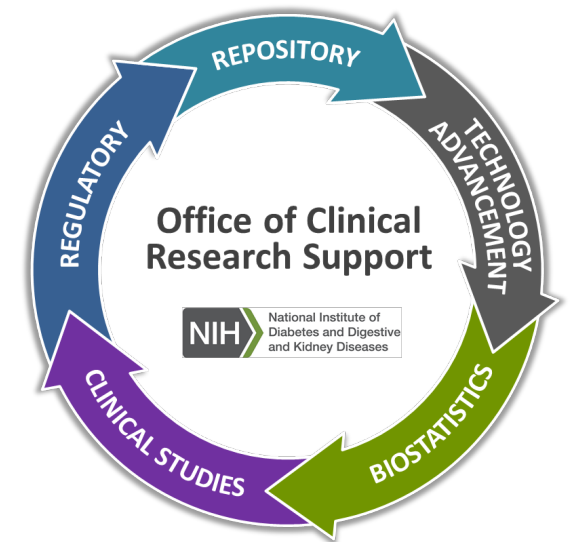 REPOSITORY
TECHNOLOGY
ADVANCEMENT
BIOSTATISTICS
CLINICAL STUDIES
REGULATORY
Office of Clinical
Research Support
NIH
National Institute of
Diabetes and Digestive
and Kidney Diseases